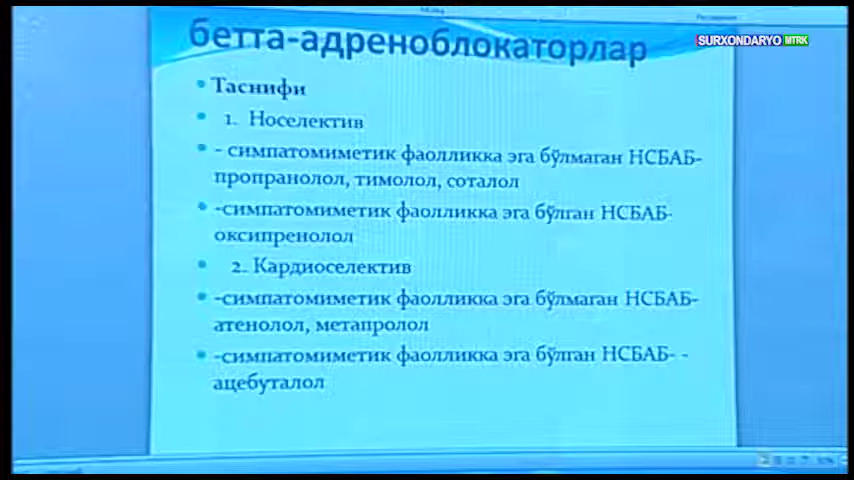 бетта-адреноблокаторлар
SURXONDARYO MTRK
• Таснифи
• 1. Носелектив
• - симпатомиметик фаолликка эга бўлмаган НСБАБ-
пропранолол, тимолол, соталол
• -симпатомиметик фаолликка эга бўлган НСБАБ-
оксипренолол
• 2. Кардиоселектив
• -симпатомиметик фаолликка эга бўлмаган НСБАБ-
атенолол, метапролол
• -симпатомиметик фаолликка эга бўлган НСБАБ- -
ацебуталол